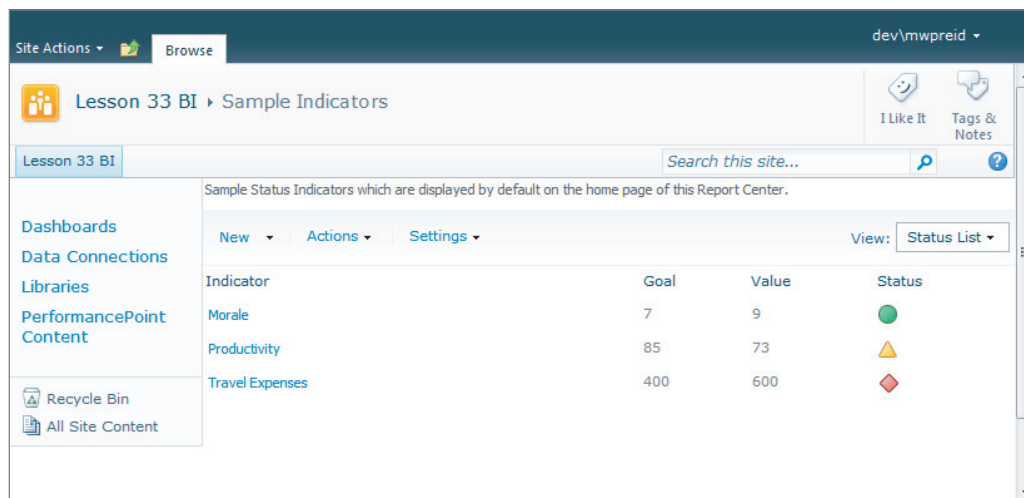 dev\mwpreid
Site Actions Browse
Lesson 33 BI Sample Indicators
I Like It
Tags &
Notes
Lesson 33 BI
Search this site...
Sample Status Indicators which are displayed by default on the home page of this Report Center.
Dashboards
Data Connections
Libraries
PerformancePoint
Content
Recycle Bin
All Site Content
New Actions Settings View: Status List
Indicator Goal Value Status
Morale 7 9
Productivity 85 73
Travel Expenses 400 600